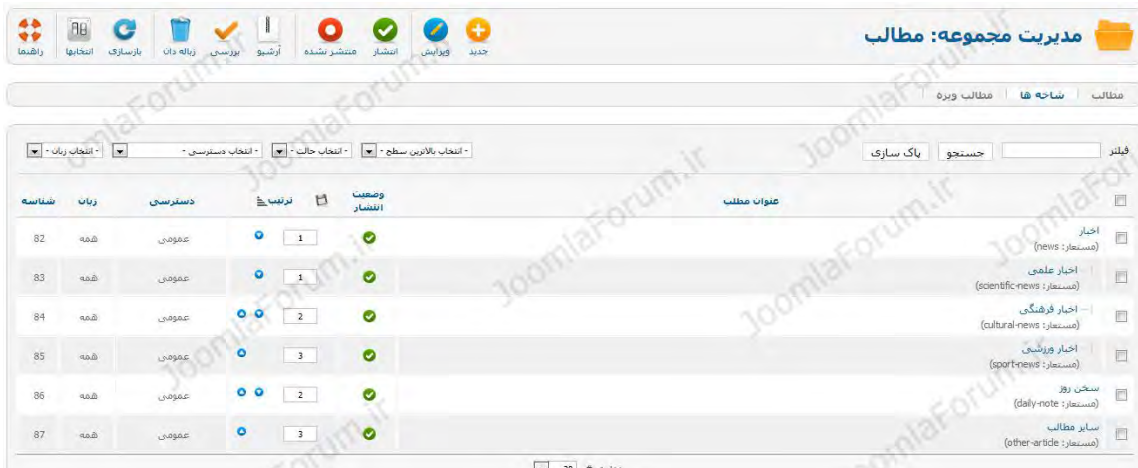 مدیریت مجموعه: مطالب
جدید ویرایش انتشار منتشر نشده آرشیو بررسی زباله دان بازسازی انتخابها راهنما
مطالب شاخه ها مطالب ویژه
فیلتر جستجو پاک سازی - انتخاب بالاترین سطح - - انتخاب حالت - - انتخاب دسترسی - - انتخاب زبان -
عنوان مطلب وضعیت انتشار ترتیب دسترسی زبان شناسه
اخبار 1 عمومی همه 82
(مستعار: news)
اخبار علمی 1 عمومی همه 83
(مستعار: scientific-news)
اخبار فرهنگی 2 عمومی همه 84
(مستعار: cultural-news)
اخبار ورزشی 3 عمومی همه 85
(مستعار: sport-news)
سخن روز 2 عمومی همه 86
(مستعار: daily-note)
سایر مطالب 3 عمومی همه 87
(مستعار: other-article)
20
JoomlaForum.ir